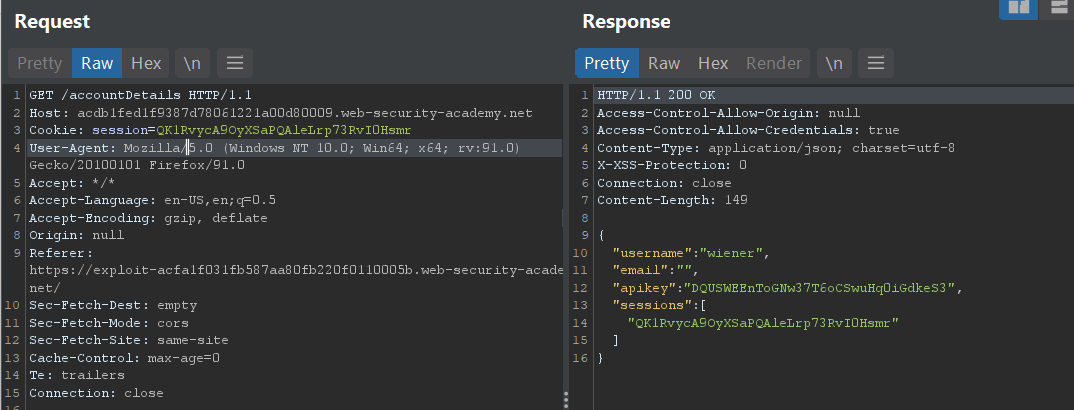 Request
Pretty Raw Hex \n
1 GET /accountDetails HTTP/1.1
2 Host: acdb1fed1f9387d78061221a00d80009.web-security-academy.net
3 Cookie: session=QK1RvycA9OyXSaPQAleLrp73RvI0Hsmr
4 User-Agent: Mozilla/5.0 (Windows NT 10.0; Win64; x64; rv:91.0)
Gecko/20100101 Firefox/91.0
5 Accept: */*
6 Accept-Language: en-US,en;q=0.5
7 Accept-Encoding: gzip, deflate
8 Origin: null
9 Referer:
https://exploit-acfa1f031fb587aa80fb220f0110005b.web-security-acade
net/
10 Sec-Fetch-Dest: empty
11 Sec-Fetch-Mode: cors
12 Sec-Fetch-Site: same-site
13 Cache-Control: max-age=0
14 Te: trailers
15 Connection: close
16
Response
Pretty Raw Hex Render \n
1 HTTP/1.1 200 OK
2 Access-Control-Allow-Origin: null
3 Access-Control-Allow-Credentials: true
4 Content-Type: application/json; charset=utf-8
5 X-XSS-Protection: 0
6 Connection: close
7 Content-Length: 149
8
9 {
10 "username":"wiener",
11 "email":"",
12 "apikey":"DQUSWEEnToGNw37T6oCSwuHq0iGdkeS3",
13 "sessions":[
14 "QK1RvycA9OyXSaPQAleLrp73RvI0Hsmr"
15 ]
16 }